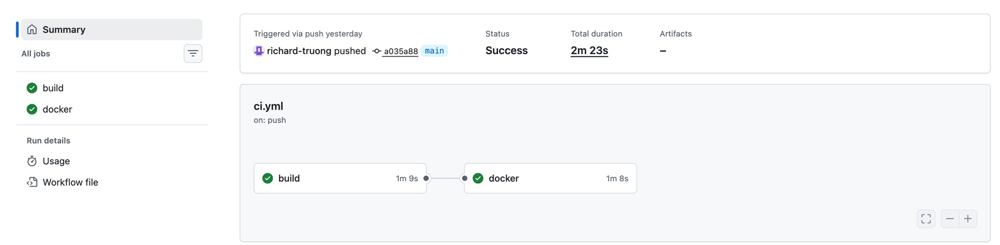 Summary
All jobs
build
docker
Run details
Usage
Workflow file
Triggered via push yesterday
richard-truong pushed a035a88 main
Status
Success
Total duration
2m 23s
Artifacts
–
ci.yml
on: push
build 1m 9s
docker 1m 8s